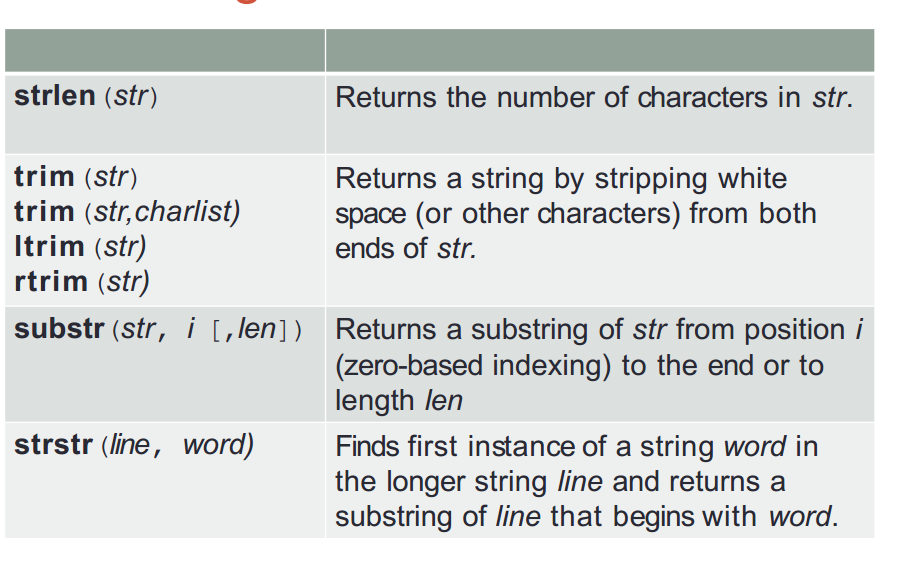 strlen (str)
Returns the number of characters in str.
trim (str)
trim (str,charlist)
ltrim (str)
rtrim (str)
Returns a string by stripping white
space (or other characters) from both
ends of str.
substr (str, i [,len])
Returns a substring of str from position i
(zero-based indexing) to the end or to
length len
strstr (line, word)
Finds first instance of a string word in
the longer string line and returns a
substring of line that begins with word.